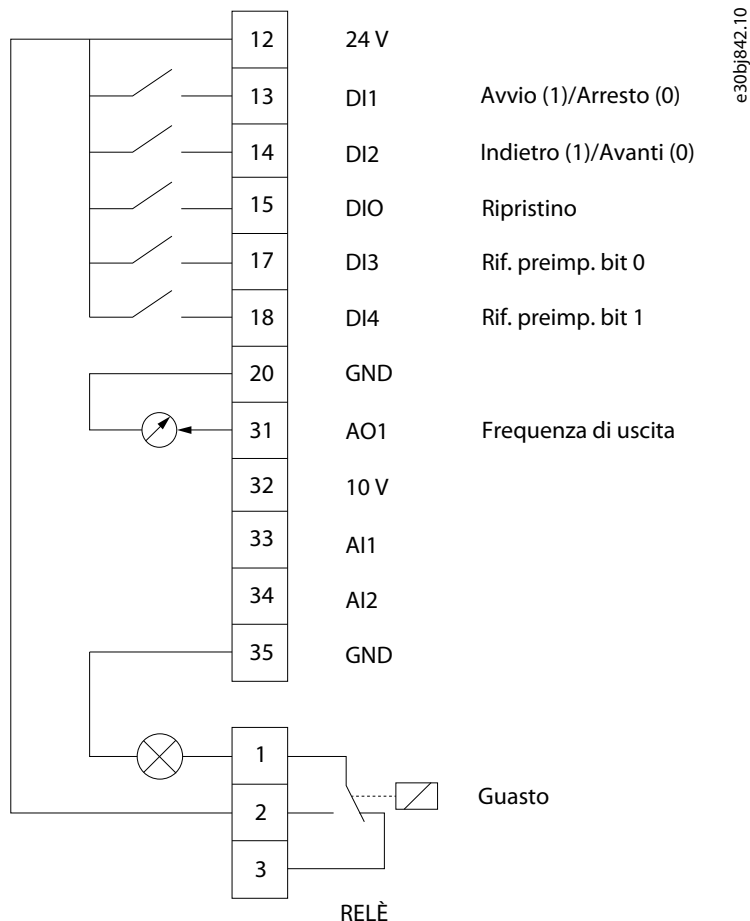 e30bj842.10
12 24 V
13 DI1 Avvio (1)/Arresto (0)
14 DI2 Indietro (1)/Avanti (0)
15 DIO Ripristino
17 DI3 Rif. preimp. bit 0
18 DI4 Rif. preimp. bit 1
20 GND
31 AO1 Frequenza di uscita
32 10 V
33 AI1
34 AI2
35 GND
1
2 Guasto
3
RELÈ